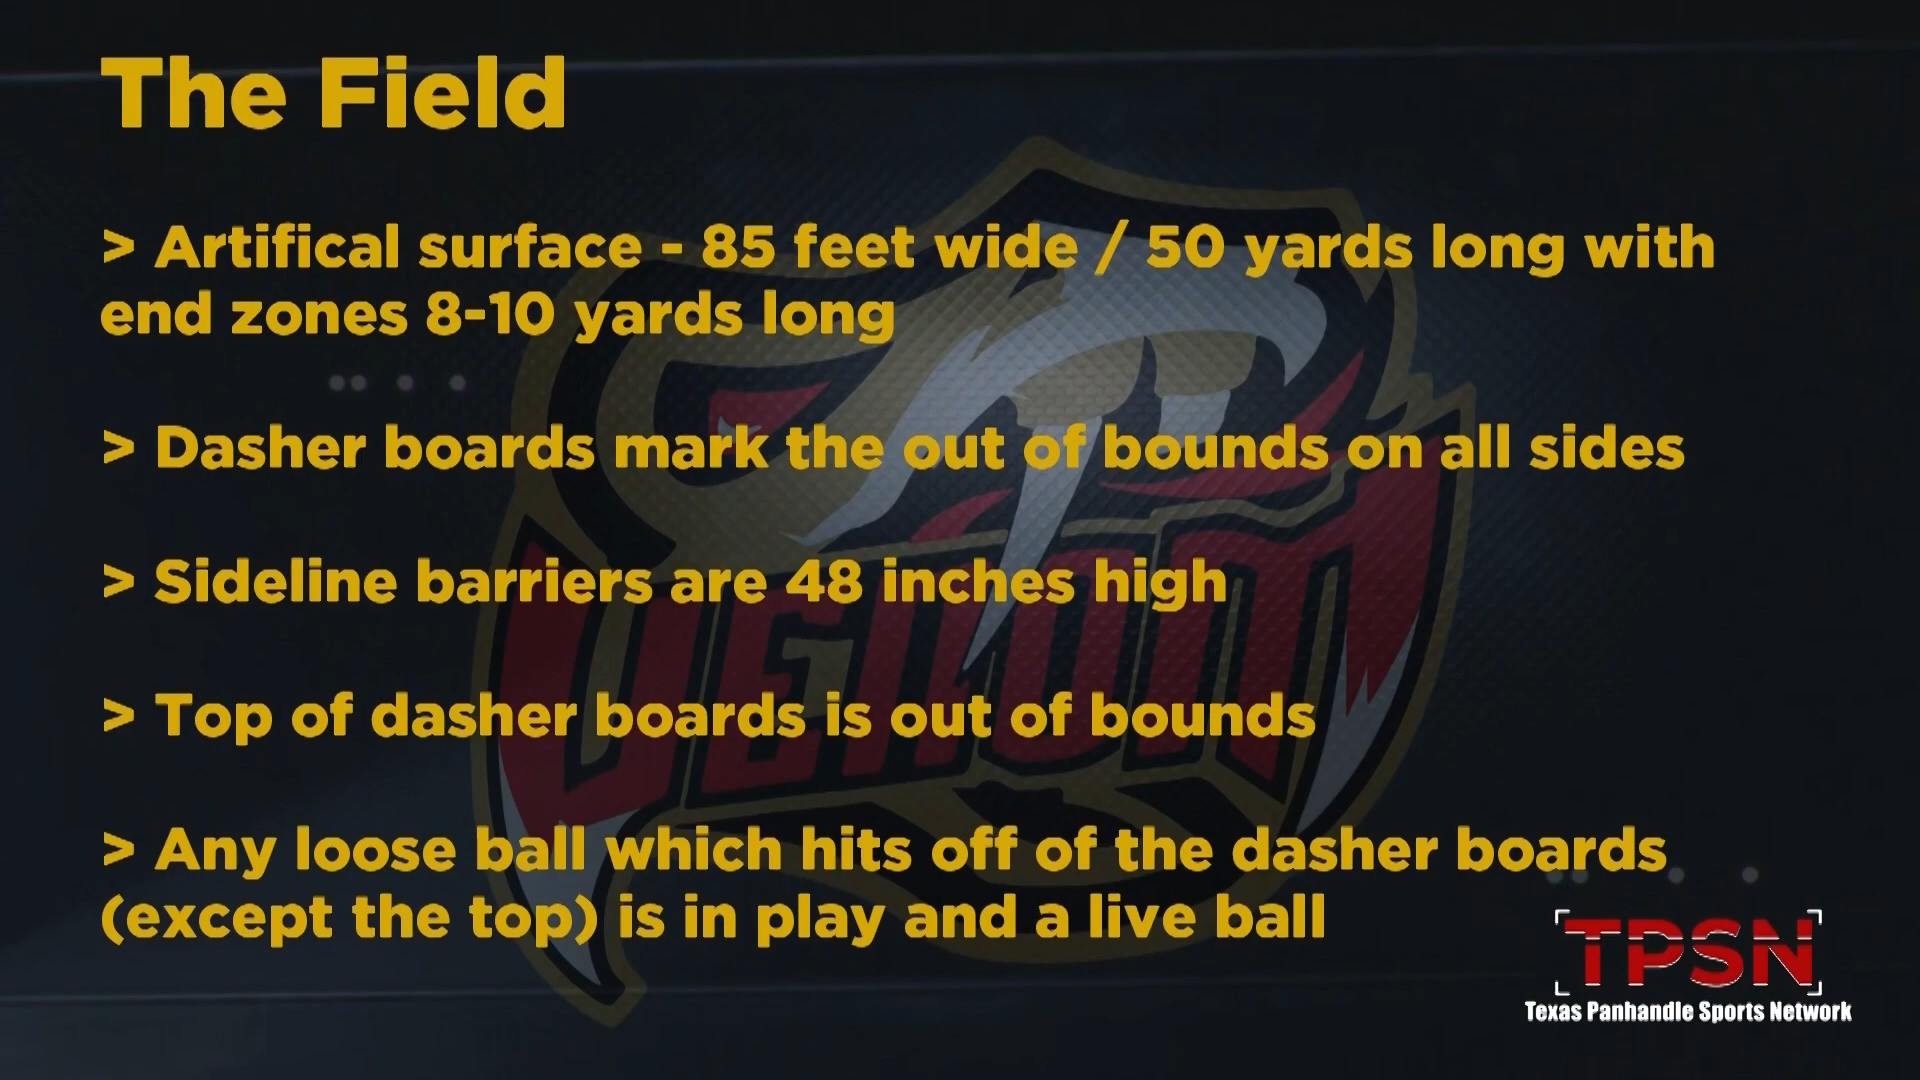 The Field
> Artifical surface - 85 feet wide / 50 yards long with
end zones 8-10 yards long
> Dasher boards mark the out of bounds on all sides
> Sideline barriers are 48 inches high
> Top of dasher boards is out of bounds
> Any loose ball which hits off of the dasher boards
(except the top) is in play and a live ball
VENOM
TPSN
Texas Panhandle Sports Network